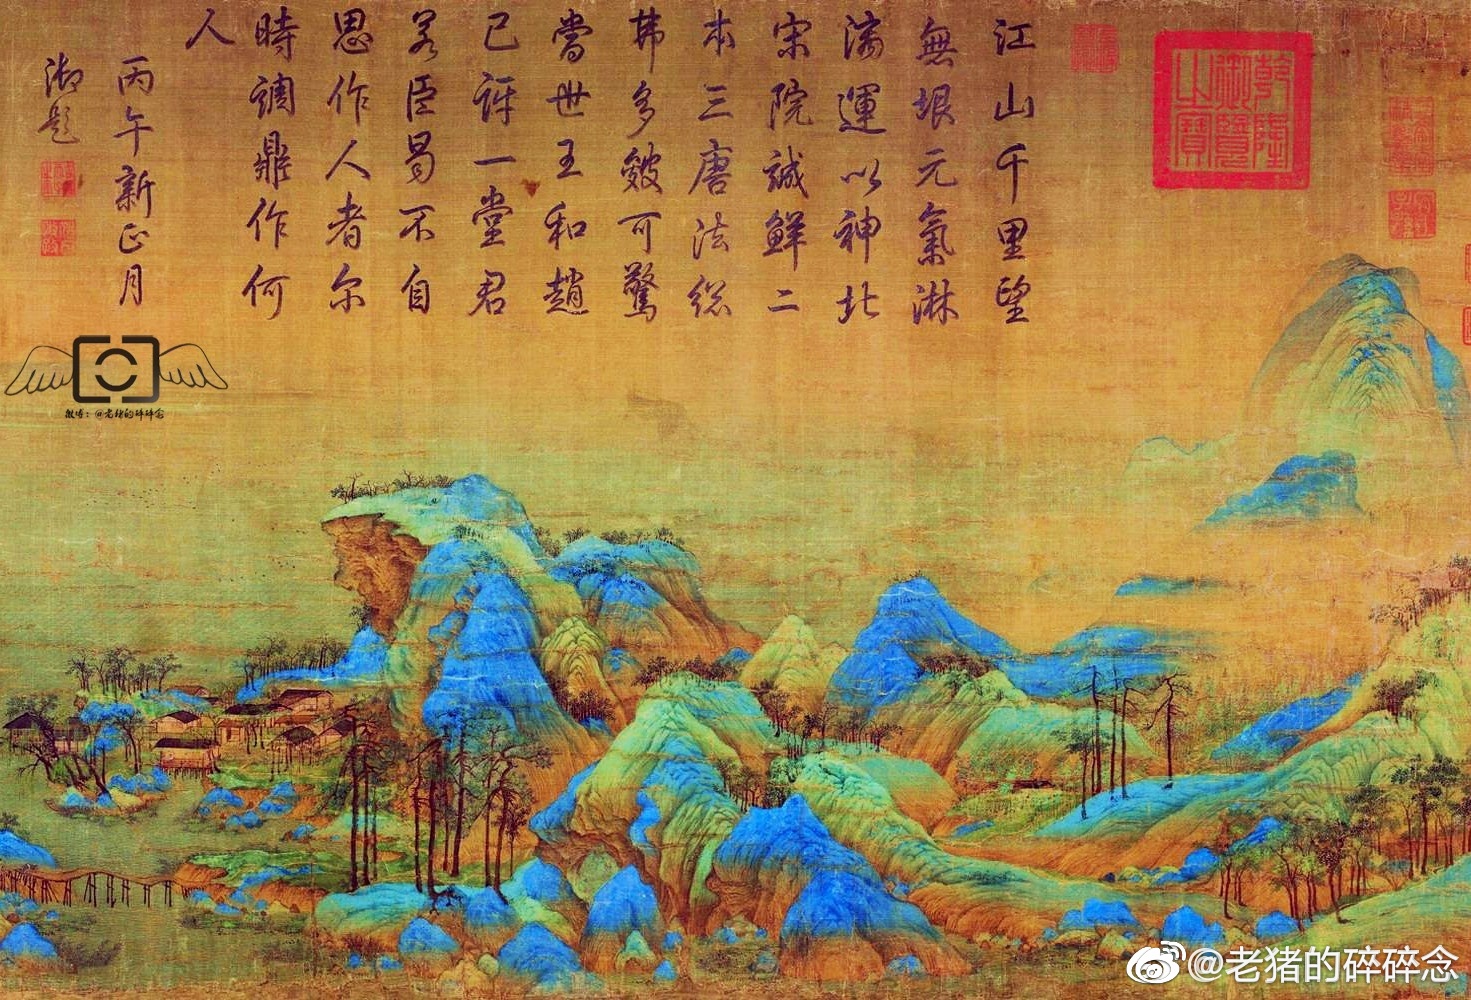 江山千里望
無垠元氣淋
漓運以神北
宋院誠鮮二
本三唐法総
弗多皴可驚
當世王和趙
已訝一堂君
若臣曷不自
思作人者尔
時調鼎作何
人
丙午新正月
御題
乾隆御覽之寶
微博：@老猪的碎碎念
@老猪的碎碎念